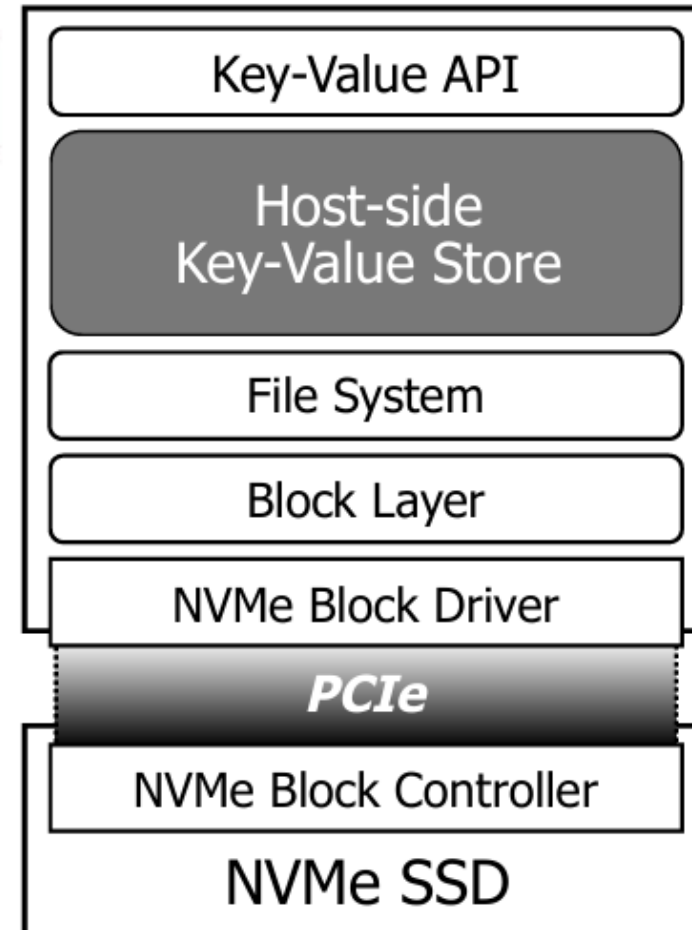 Key-Value API
Host-side
Key-Value Store
File System
Block Layer
NVMe Block Driver
PCIe
NVMe Block Controller
NVMe SSD